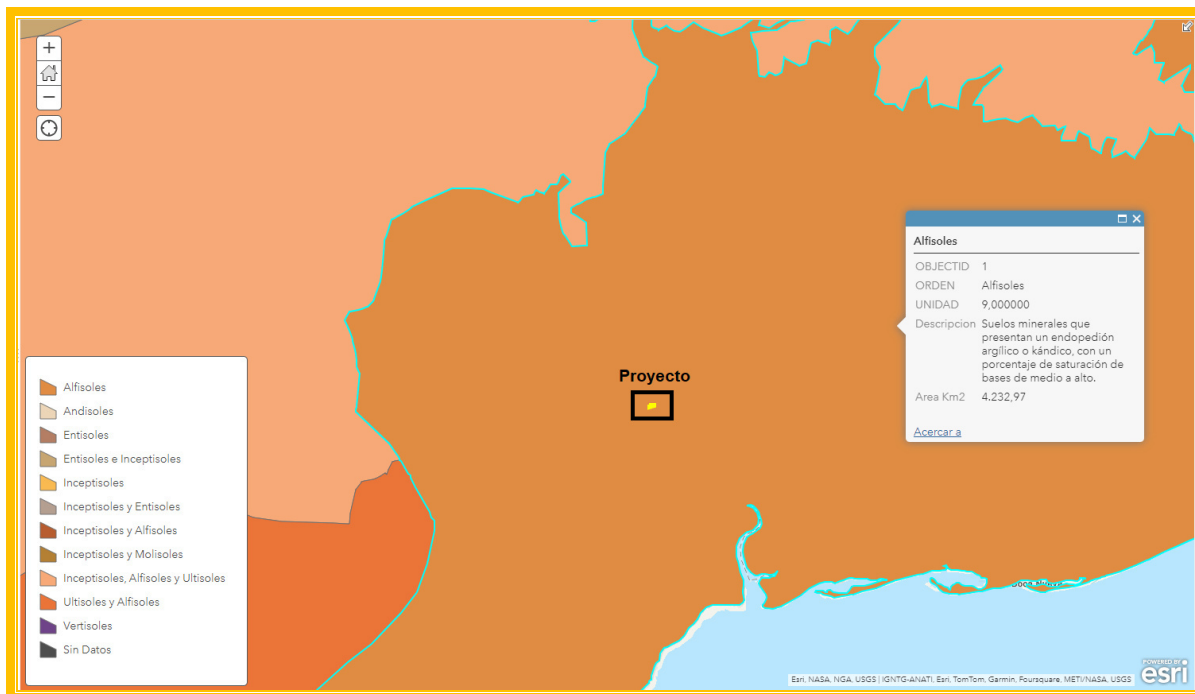 +
−
Alfisoles
OBJECTID 1
ORDEN Alfisoles
UNIDAD 9,000000
Descripcion Suelos minerales que
presentan un endopedión
argílico o kándico, con un
porcentaje de saturación de
bases de medio a alto.
Area Km2 4.232,97
Acercar a
Proyecto
Alfisoles
Andisoles
Entisoles
Entisoles e Inceptisoles
Inceptisoles
Inceptisoles y Entisoles
Inceptisoles y Alfisoles
Inceptisoles y Molisoles
Inceptisoles, Alfisoles y Ultisoles
Ultisoles y Alfisoles
Vertisoles
Sin Datos
POWERED BY
esri
Esri, NASA, NGA, USGS | IGNTG-ANATI, Esri, TomTom, Garmin, Foursquare, METI/NASA, USGS